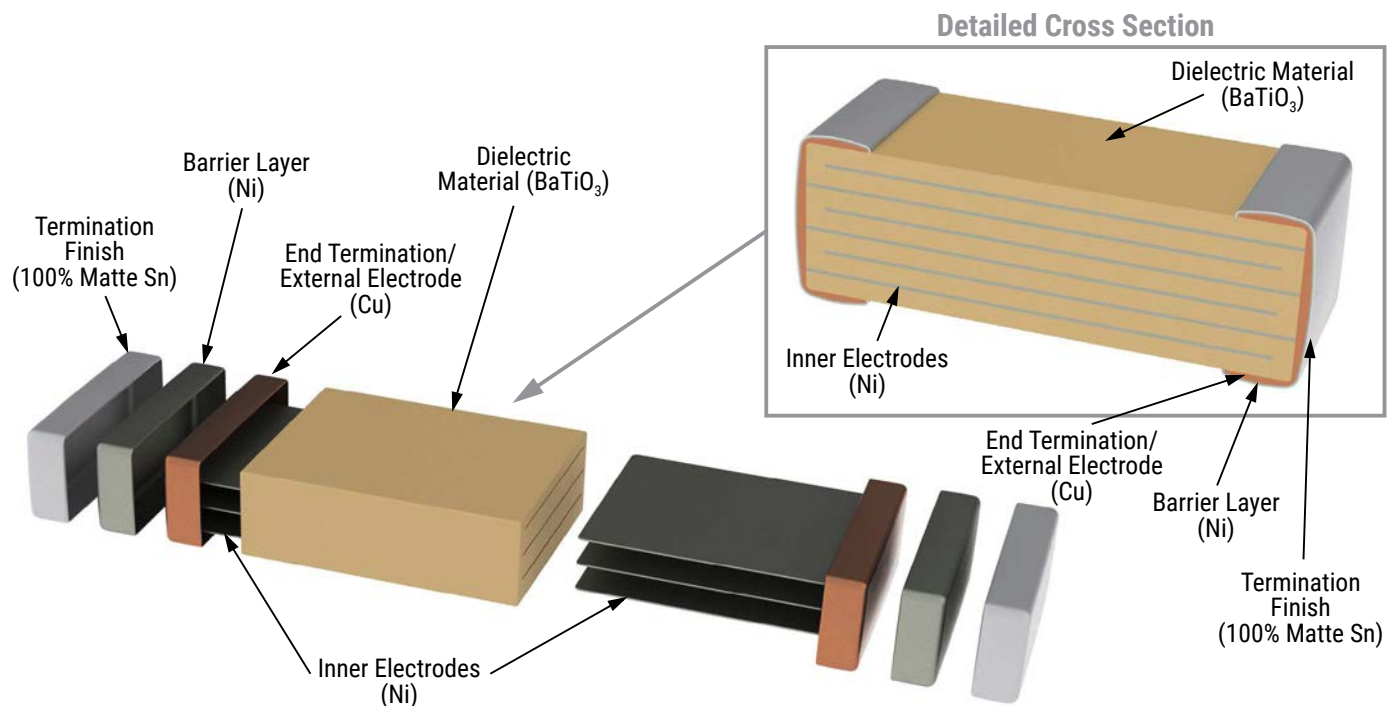 Detailed Cross Section
Dielectric Material
(BaTiO₃)
Inner Electrodes
(Ni)
End Termination/
External Electrode
(Cu)
Barrier Layer
(Ni)
Termination
Finish
(100% Matte Sn)
Dielectric
Material (BaTiO₃)
Barrier Layer
(Ni)
Termination
Finish
(100% Matte Sn)
End Termination/
External Electrode
(Cu)
Inner Electrodes
(Ni)